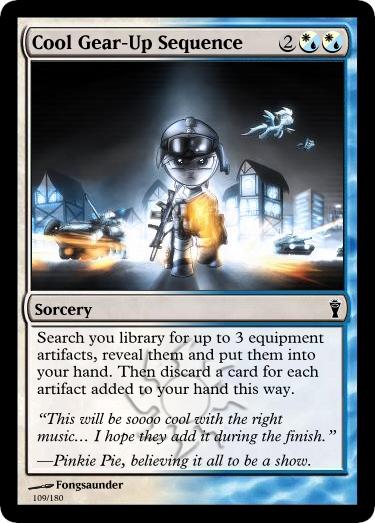 Cool Gear-Up Sequence 2
Sorcery
Search you library for up to 3 equipment
artifacts, reveal them and put them into
your hand. Then discard a card for each
artifact added to your hand this way.
“This will be soooo cool with the right
music… I hope they add it during the finish.”
—Pinkie Pie, believing it all to be a show.
Fongsaunder
109/180